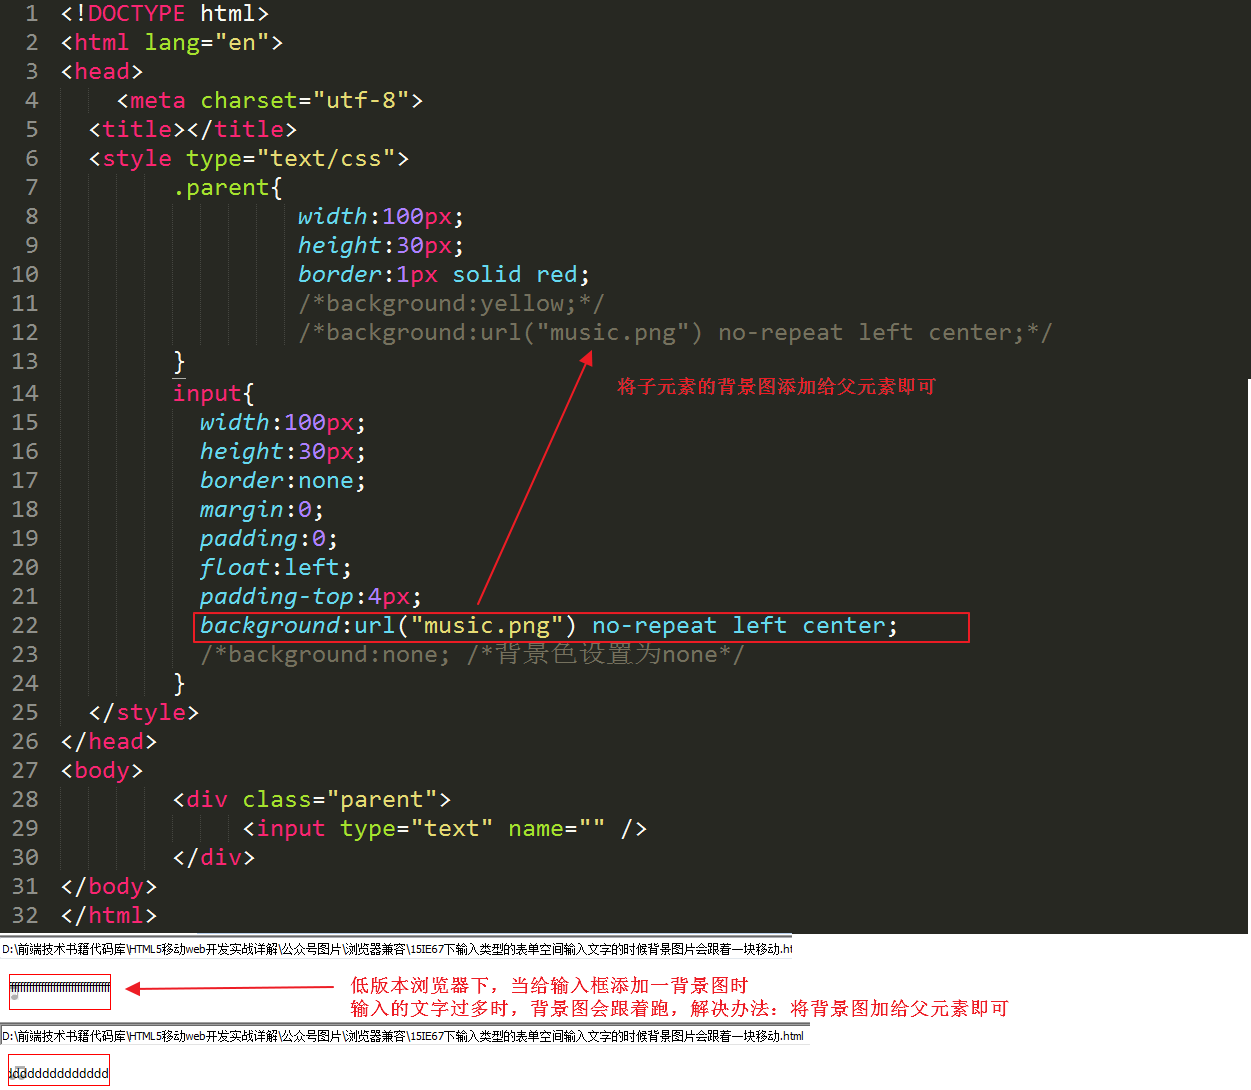 1 <!DOCTYPE html>
2 <html lang="en">
3 <head>
4 <meta charset="utf-8">
5 <title></title>
6 <style type="text/css">
7 .parent{
8 width:100px;
9 height:30px;
10 border:1px solid red;
11 /*background:yellow;*/
12 /*background:url("music.png") no-repeat left center;*/
13 }
将子元素的背景图添加给父元素即可
14 input{
15 width:100px;
16 height:30px;
17 border:none;
18 margin:0;
19 padding:0;
20 float:left;
21 padding-top:4px;
22 background:url("music.png") no-repeat left center;
23 /*background:none; /*背景色设置为none*/
24 }
25 </style>
26 </head>
27 <body>
28 <div class="parent">
29 <input type="text" name="" />
30 </div>
31 </body>
32 </html>
D:\前端技术书籍代码库\HTML5移动web开发实战详解\公众号图片\浏览器兼容\15IE67下输入类型的表单空间输入文字的时候背景图片会跟着一块移动.ht
低版本浏览器下，当给输入框添加一背景图时
输入的文字过多时，背景图会跟着跑，解决办法：将背景图加给父元素即可
D:\前端技术书籍代码库\HTML5移动web开发实战详解\公众号图片\浏览器兼容\15IE67下输入类型的表单空间输入文字的时候背景图片会跟着一块移动.html
dddddddddddddd